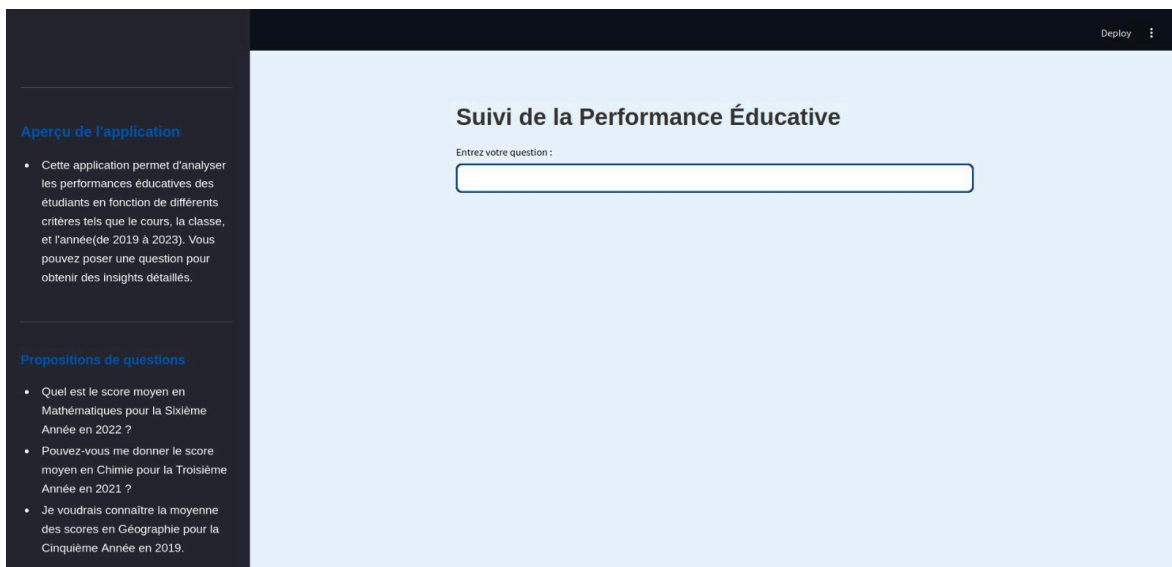 Deploy
Aperçu de l'application
Cette application permet d'analyser
les performances éducatives des
étudiants en fonction de différents
critères tels que le cours, la classe,
et l'année(de 2019 à 2023). Vous
pouvez poser une question pour
obtenir des insights détaillés.
Propositions de questions
Quel est le score moyen en
Mathématiques pour la Sixième
Année en 2022 ?
Pouvez-vous me donner le score
moyen en Chimie pour la Troisième
Année en 2021 ?
Je voudrais connaître la moyenne
des scores en Géographie pour la
Cinquième Année en 2019.
Suivi de la Performance Éducative
Entrez votre question :